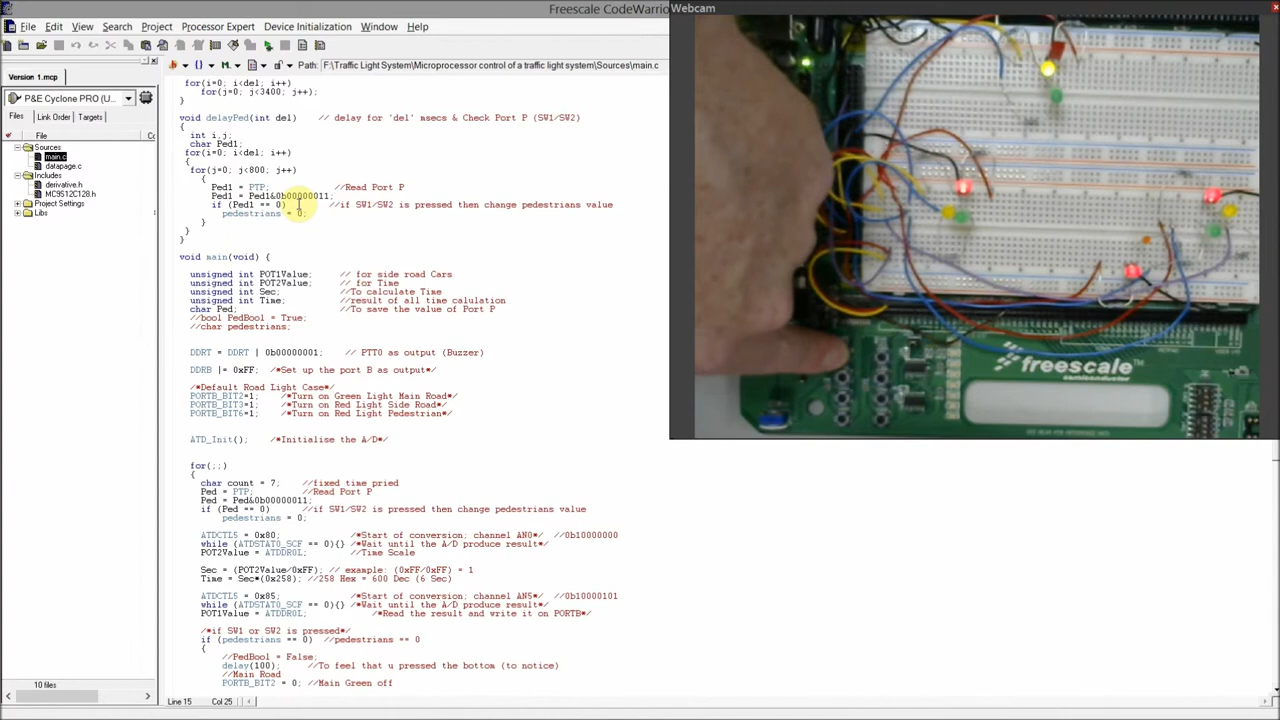 Freescale CodeWarrio
Webcam
File Edit View Search Project Processor Expert Device Initialization Window Help
Path: F:\Traffic Light System\Microprocessor control of a traffic light system\Sources\main.c
Version 1.mcp
P&E Cyclone PRO (U...
Files Link Order Targets
File Co
Sources
main.c
datapage.c
Includes
derivative.h
MC9S12C128.h
Project Settings
Libs
10 files
for(i=0; i<del; i++)
for(j=0; j<3400; j++);
}
void delayPed(int del) // delay for 'del' msecs & Check Port P (SW1/SW2)
{
int i,j;
char Ped1;
for(i=0; i<del; i++)
{
for(j=0; j<800; j++)
{
Ped1 = PTP; //Read Port P
Ped1 = Ped1&0b00000011;
if (Ped1 == 0) //if SW1/SW2 is pressed then change pedestrians value
pedestrians = 0;
}
}
}
void main(void) {
unsigned int POT1Value; // for side road Cars
unsigned int POT2Value; // for Time
unsigned int Sec; //To calculate Time
unsigned int Time; //result of all time calulation
char Ped; //To save the value of Port P
//bool PedBool = True;
//char pedestrians;
DDRT = DDRT | 0b00000001; // PTT0 as output (Buzzer)
DDRB |= 0xFF; /*Set up the port B as output*/
/*Default Road Light Case*/
PORTB_BIT2=1; /*Turn on Green Light Main Road*/
PORTB_BIT3=1; /*Turn on Red Light Side Road*/
PORTB_BIT6=1; /*Turn on Red Light Pedestrian*/
ATD_Init(); /*Initialise the A/D*/
for(;;)
{
char count = 7; //fixed time pried
Ped = PTP; //Read Port P
Ped = Ped&0b00000011;
if (Ped == 0) //if SW1/SW2 is pressed then change pedestrians value
pedestrians = 0;
ATDCTL5 = 0x80; /*Start of conversion; channel AN0*/ //0b10000000
while (ATDSTAT0_SCF == 0){} /*Wait until the A/D produce result*/
POT2Value = ATDDR0L; //Time Scale
Sec = (POT2Value/0xFF); // example: (0xFF/0xFF) = 1
Time = Sec*(0x258); //258 Hex = 600 Dec (6 Sec)
ATDCTL5 = 0x85; /*Start of conversion; channel AN5*/ //0b10000101
while (ATDSTAT0_SCF == 0){} /*Wait until the A/D produce result*/
POT1Value = ATDDR0L; /*Read the result and write it on PORTB*/
/*if SW1 or SW2 is pressed*/
if (pedestrians == 0) //pedestrians == 0
{
//PedBool = False;
delay(100); //To feel that u pressed the bottom (to notice)
//Main Road
PORTB_BIT2 = 0; //Main Green off
Line 15 Col 25
freescale
semiconductor